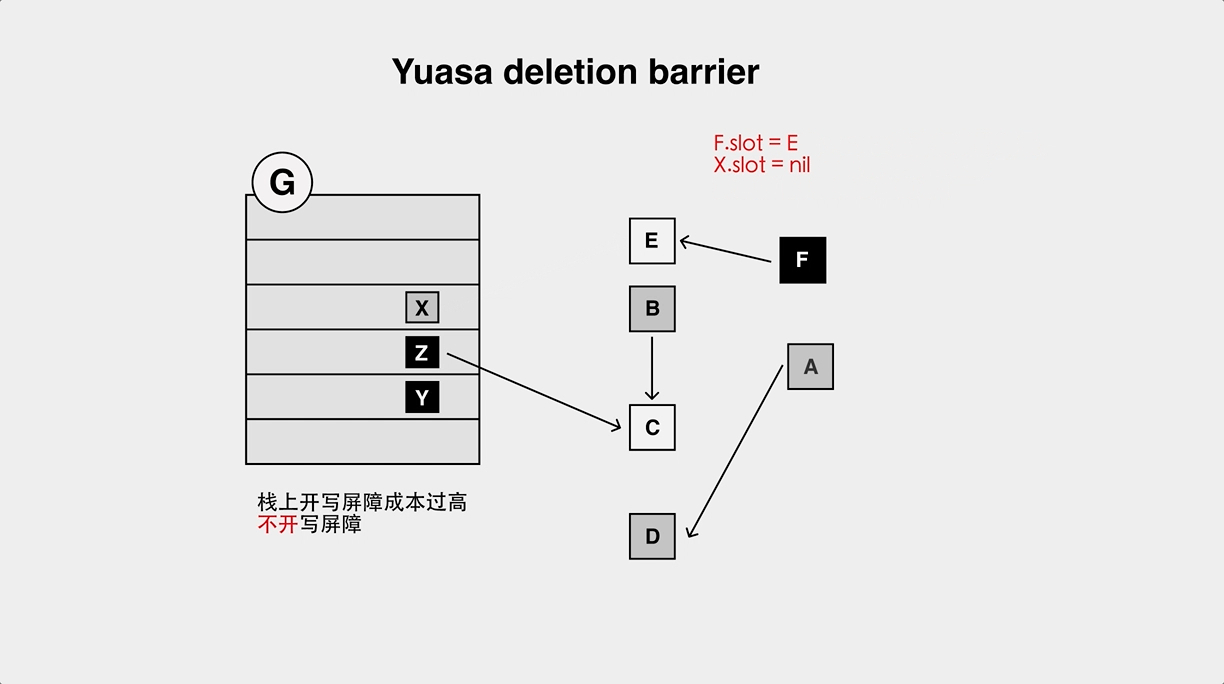 Yuasa deletion barrier
F.slot = E
X.slot = nil
G
E
F
B
X
Z
A
Y
C
D
栈上开写屏障成本过高
不开写屏障